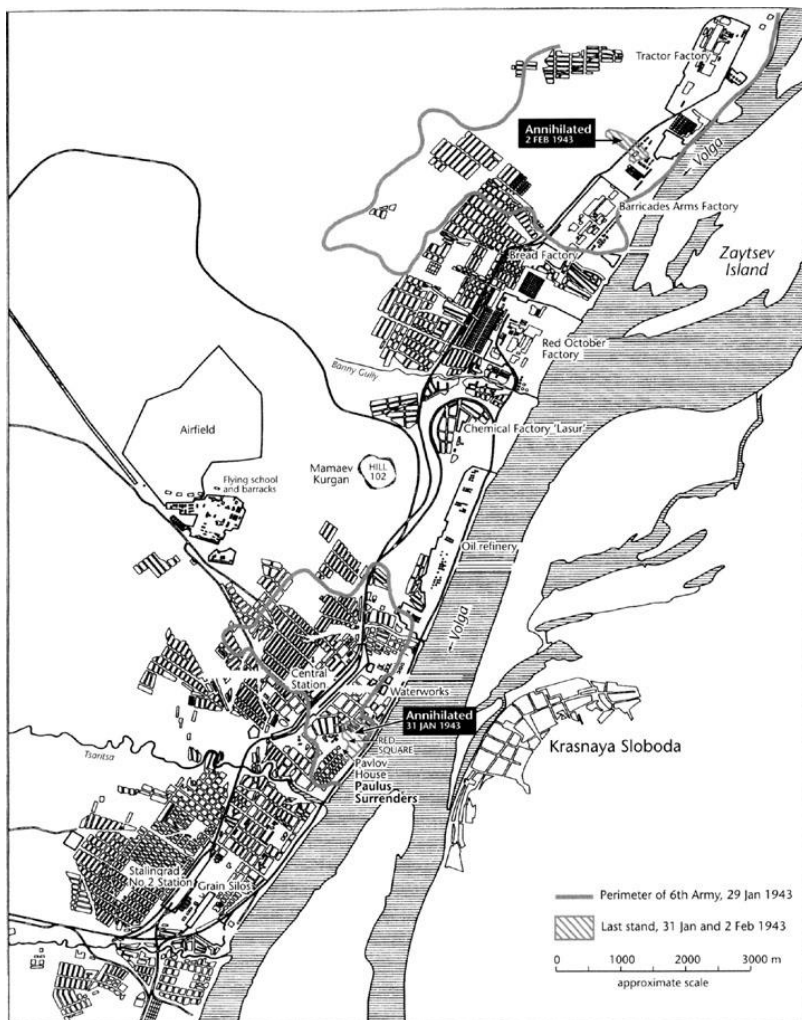 Tractor Factory
Annihilated
2 FEB 1943
← Volga
Barricades Arms Factory
Zaytsev
Island
Bread Factory
Red October
Factory
Banny Gully
Chemical Factory 'Lasur'
Airfield
Mamaev
Kurgan
HILL
102
Flying school
and barracks
Oil refinery
← Volga
Central
Station
Waterworks
Annihilated
31 JAN 1943
RED
SQUARE
Krasnaya Sloboda
Tsaritsa
Pavlov
House
Paulus
Surrenders
Stalingrad
No.2 Station
Grain Silos
Perimeter of 6th Army, 29 Jan 1943
Last stand, 31 Jan and 2 Feb 1943
0 1000 2000 3000 m
approximate scale